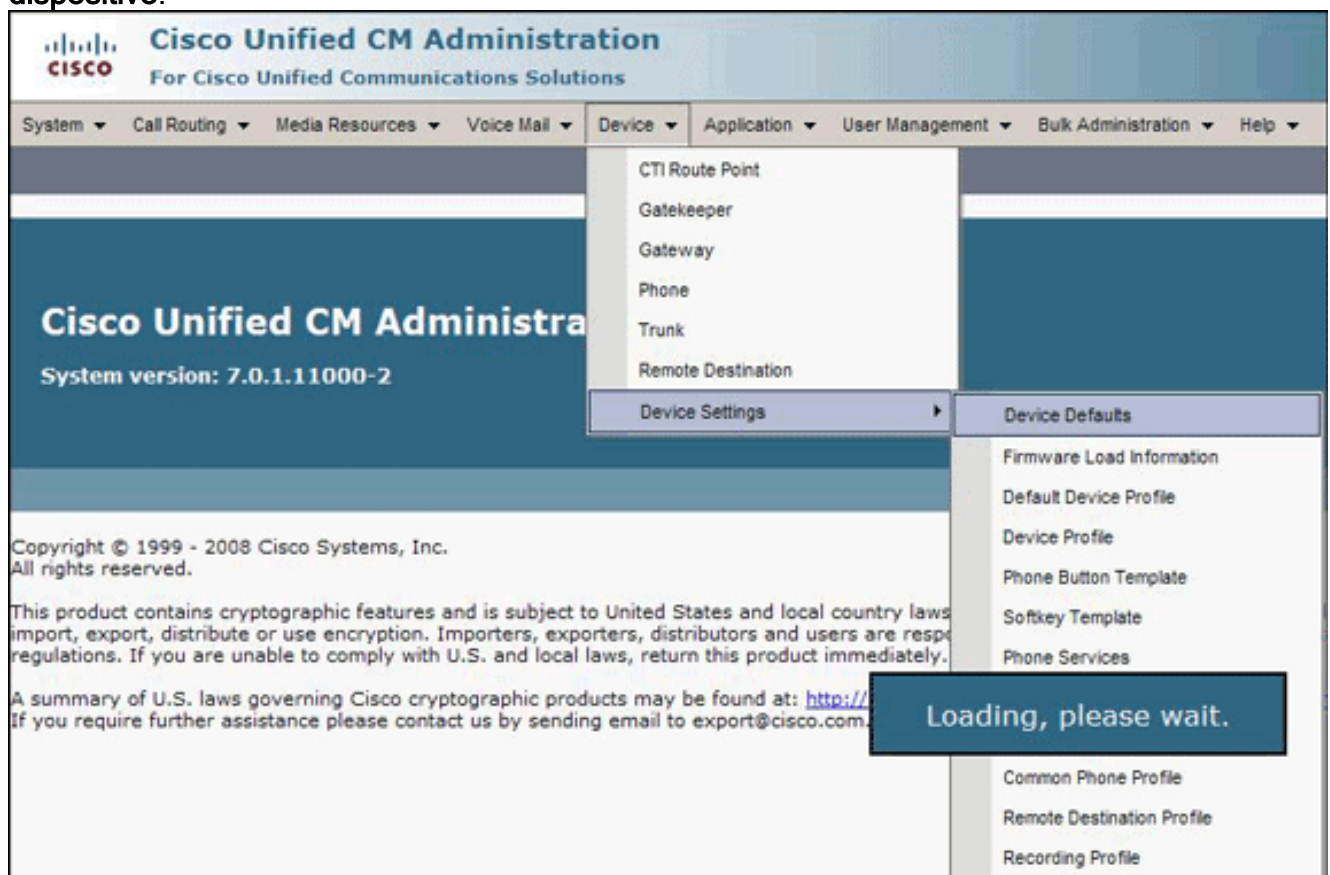 dispositivo.
CISCO
Cisco Unified CM Administration
For Cisco Unified Communications Solutions
System Call Routing Media Resources Voice Mail Device Application User Management Bulk Administration Help
CTI Route Point
Gatekeeper
Gateway
Phone
Trunk
Remote Destination
Device Settings
Cisco Unified CM Administra
System version: 7.0.1.11000-2
Device Defaults
Firmware Load Information
Default Device Profile
Device Profile
Phone Button Template
Softkey Template
Phone Services
Loading, please wait.
Common Phone Profile
Remote Destination Profile
Recording Profile
Copyright © 1999 - 2008 Cisco Systems, Inc.
All rights reserved.
This product contains cryptographic features and is subject to United States and local country laws
import, export, distribute or use encryption. Importers, exporters, distributors and users are
regulations. If you are unable to comply with U.S. and local laws, return this product immediately.
A summary of U.S. laws governing Cisco cryptographic products may be found at: http://
If you require further assistance please contact us by sending email to export@cisco.com.